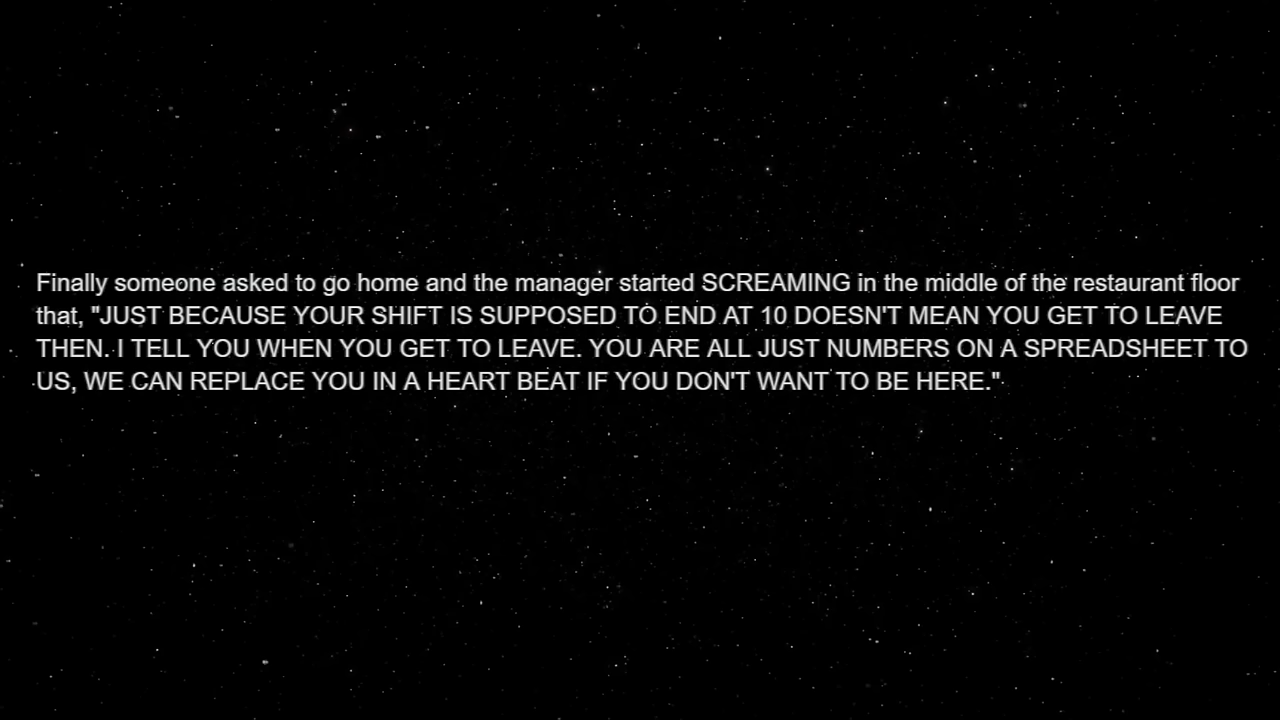 Finally someone asked to go home and the manager started SCREAMING in the middle of the restaurant floor
that, "JUST BECAUSE YOUR SHIFT IS SUPPOSED TO END AT 10 DOESN'T MEAN YOU GET TO LEAVE
THEN. I TELL YOU WHEN YOU GET TO LEAVE. YOU ARE ALL JUST NUMBERS ON A SPREADSHEET TO
US, WE CAN REPLACE YOU IN A HEART BEAT IF YOU DON'T WANT TO BE HERE."